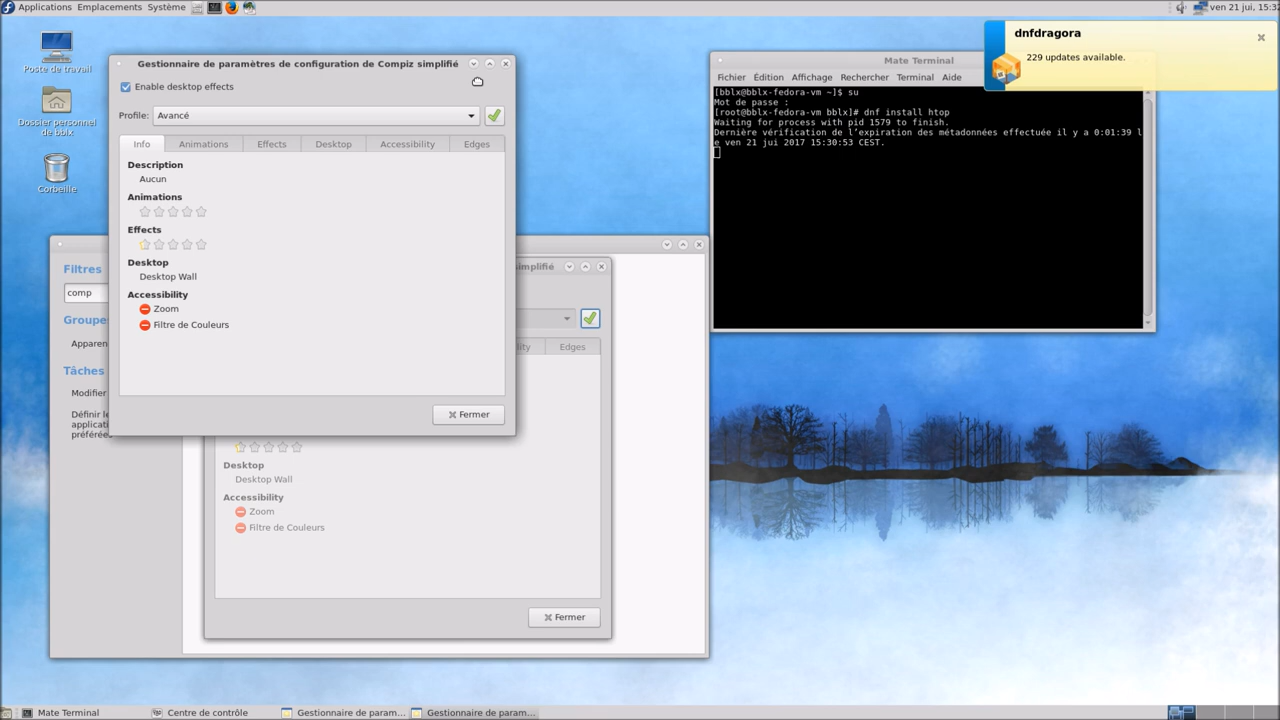 Applications Emplacements Système
ven 21 jui, 15:32
dnfdragora
229 updates available.
Poste de travail
Dossier personnel
de bblx
Corbeille
Gestionnaire de paramètres de configuration de Compiz simplifié
Enable desktop effects
Profile: Avancé
Info Animations Effects Desktop Accessibility Edges
Description
Aucun
Animations
Effects
Desktop
Desktop Wall
Accessibility
Zoom
Filtre de Couleurs
Fermer
Mate Terminal
Fichier Édition Affichage Rechercher Terminal Aide
[bblx@bblx-fedora-vm ~]$ su
Mot de passe :
[root@bblx-fedora-vm bblx]# dnf install htop
Waiting for process with pid 1579 to finish.
Dernière vérification de l’expiration des métadonnées effectuée il y a 0:01:39 l
e ven 21 jui 2017 15:30:53 CEST.
Filtres
comp
Groupes
Apparen
Tâches
Modifier
Définir le
applicati
préférées
simplifié
lity Edges
Desktop
Desktop Wall
Accessibility
Zoom
Filtre de Couleurs
Fermer
Mate Terminal
Centre de contrôle
Gestionnaire de param...
Gestionnaire de param...